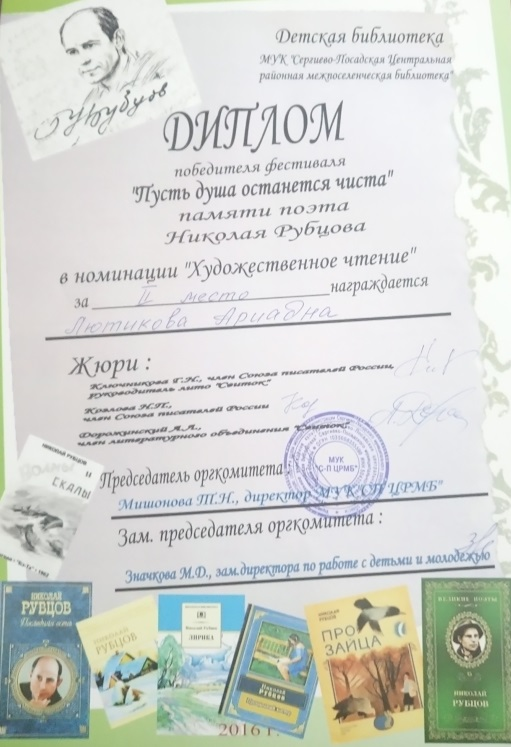 Детская библиотека
МУК "Сергиево-Посадская Центральная
районная межпоселенческая библиотека"
Рубцов
ДИПЛОМ
победителя фестиваля
"Пусть душа останется чиста"
памяти поэта
Николая Рубцова
в номинации "Художественное чтение"
за II место награждается
Лютикова Ариадна
Жюри :
Ключникова Г.Н., член Союза писателей России,
руководитель лито "Свиток"
Козлова Н.П.,
член Союза писателей России
Дорожинский А.А.,
член литературного объединения "Свиток"
МУК
"С-П ЦРМБ"
Председатель оргкомитета
Мишонова Т.Н., директор МУК "СП ЦРМБ"
Зам. председателя оргкомитета :
Значкова М.Д., зам.директора по работе с детьми и молодежью
НИКОЛАЙ РУБЦОВ
ВОЛНЫ
И
СКАЛЫ
НИКОЛАЙ
РУБЦОВ
НИКОЛАЙ
РУБЦОВ
Николай Рубцов
ЛИРИКА
Николай
Рубцов
НИКОЛАЙ
РУБЦОВ
ПРО
ЗАЙЦА
ВЕЛИКИЕ ПОЭТЫ
НИКОЛАЙ
РУБЦОВ
2016 г.